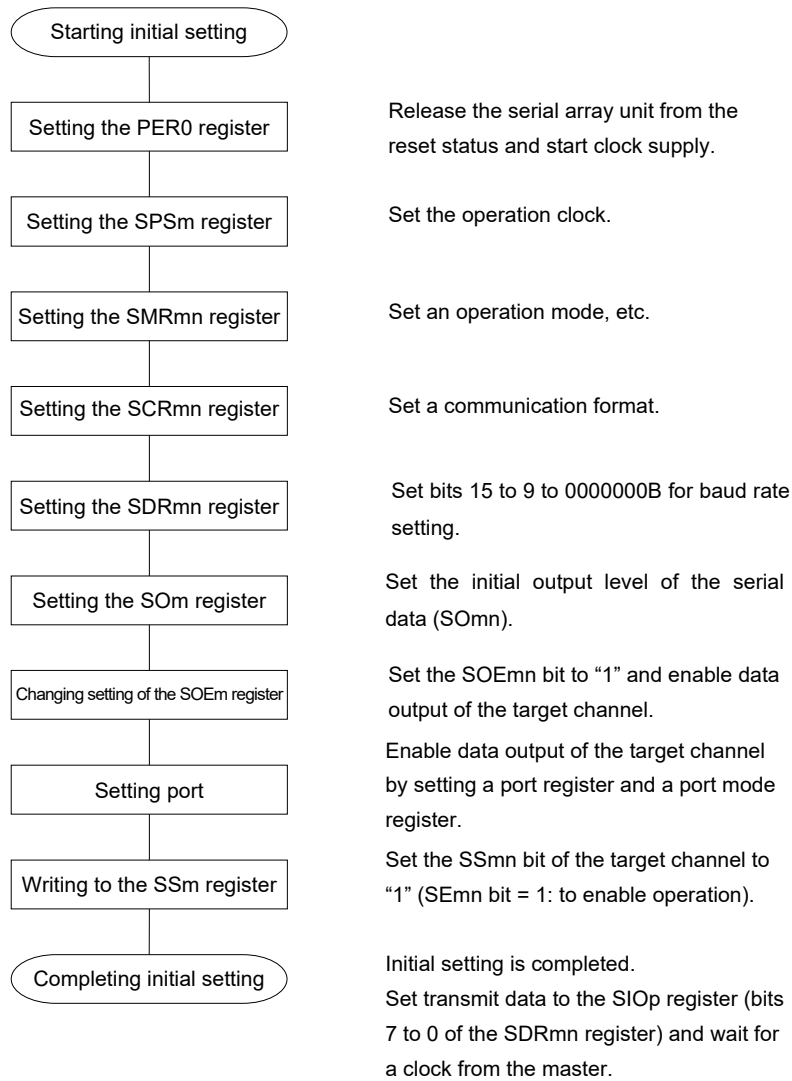 Starting initial setting
Setting the PER0 register
Release the serial array unit from the
reset status and start clock supply.
Setting the SPSm register
Set the operation clock.
Setting the SMRmn register
Set an operation mode, etc.
Setting the SCRmn register
Set a communication format.
Setting the SDRmn register
Set bits 15 to 9 to 0000000B for baud rate
setting.
Setting the SOm register
Set the initial output level of the serial
data (SOmn).
Changing setting of the SOEm register
Set the SOEmn bit to “1” and enable data
output of the target channel.
Setting port
Enable data output of the target channel
by setting a port register and a port mode
register.
Writing to the SSm register
Set the SSmn bit of the target channel to
“1” (SEmn bit = 1: to enable operation).
Completing initial setting
Initial setting is completed.
Set transmit data to the SIOp register (bits
7 to 0 of the SDRmn register) and wait for
a clock from the master.